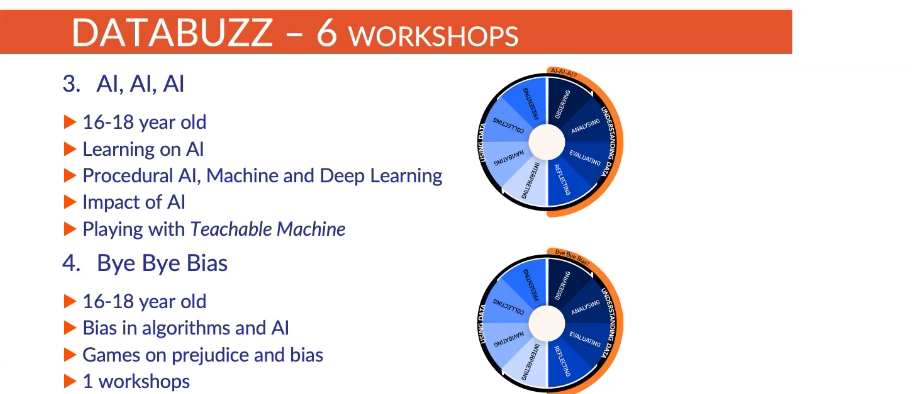 DATABUZZ – 6 WORKSHOPS
3. AI, AI, AI
▶ 16-18 year old
▶ Learning on AI
▶ Procedural AI, Machine and Deep Learning
▶ Impact of AI
▶ Playing with Teachable Machine
AI-AI-AI?
USING DATA
UNDERSTANDING DATA
PRESENTING
COLLECTING
NAVIGATING
INTERPRETING
OBSERVING
ANALYSING
EVALUATING
REFLECTING
4. Bye Bye Bias
▶ 16-18 year old
▶ Bias in algorithms and AI
▶ Games on prejudice and bias
▶ 1 workshops
Bye Bye Bias!
USING DATA
UNDERSTANDING DATA
PRESENTING
COLLECTING
NAVIGATING
INTERPRETING
OBSERVING
ANALYSING
EVALUATING
REFLECTING